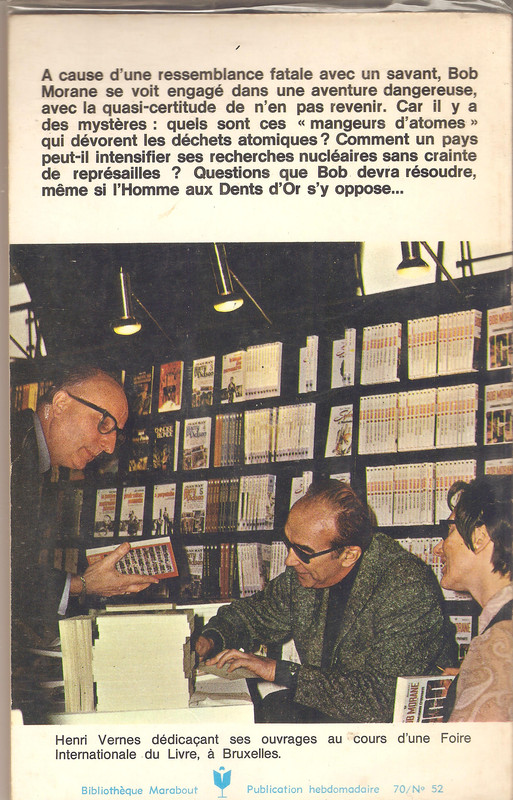 A cause d'une ressemblance fatale avec un savant, Bob
Morane se voit engagé dans une aventure dangereuse,
avec la quasi-certitude de n'en pas revenir. Car il y a
des mystères : quels sont ces « mangeurs d'atomes »
qui dévorent les déchets atomiques ? Comment un pays
peut-il intensifier ses recherches nucléaires sans crainte
de représailles ? Questions que Bob devra résoudre,
même si l'Homme aux Dents d'Or s'y oppose...
BOB MORANE
Henri Vernes dédicaçant ses ouvrages au cours d'une Foire
Internationale du Livre, à Bruxelles.
Bibliothèque Marabout Publication hebdomadaire 70/N° 52